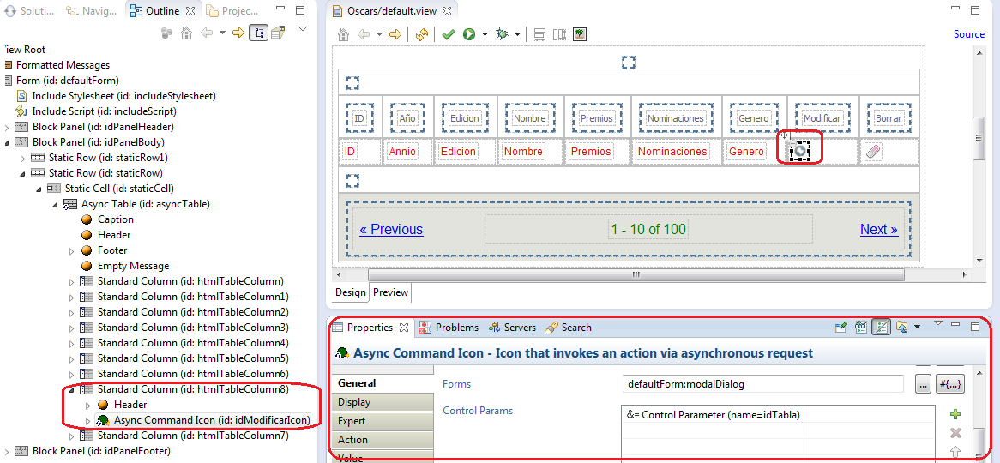 Soluti...
Navig...
Outline
Projec...
iew Root
Formatted Messages
Form (id: defaultForm)
Include Stylesheet (id: includeStylesheet)
Include Script (id: includeScript)
Block Panel (id: idPanelHeader)
Block Panel (id: idPanelBody)
Static Row (id: staticRow1)
Static Row (id: staticRow)
Static Cell (id: staticCell)
Async Table (id: asyncTable)
Caption
Header
Footer
Empty Message
Standard Column (id: htmlTableColumn)
Standard Column (id: htmlTableColumn1)
Standard Column (id: htmlTableColumn2)
Standard Column (id: htmlTableColumn3)
Standard Column (id: htmlTableColumn4)
Standard Column (id: htmlTableColumn5)
Standard Column (id: htmlTableColumn6)
Standard Column (id: htmlTableColumn8)
Header
Async Command Icon (id: idModificarIcon)
Standard Column (id: htmlTableColumn7)
Block Panel (id: idPanelFooter)
Oscars/default.view
Source
ID Año Edicion Nombre Premios Nominaciones Genero Modificar Borrar
ID Annio Edicion Nombre Premios Nominaciones Genero
« Previous 1 - 10 of 100 Next »
Design Preview
Properties Problems Servers Search
Async Command Icon - Icon that invokes an action via asynchronous request
General
Display
Expert
Action
Value
Forms defaultForm:modalDialog ... #{...}
Control Params &= Control Parameter (name=idTabla)